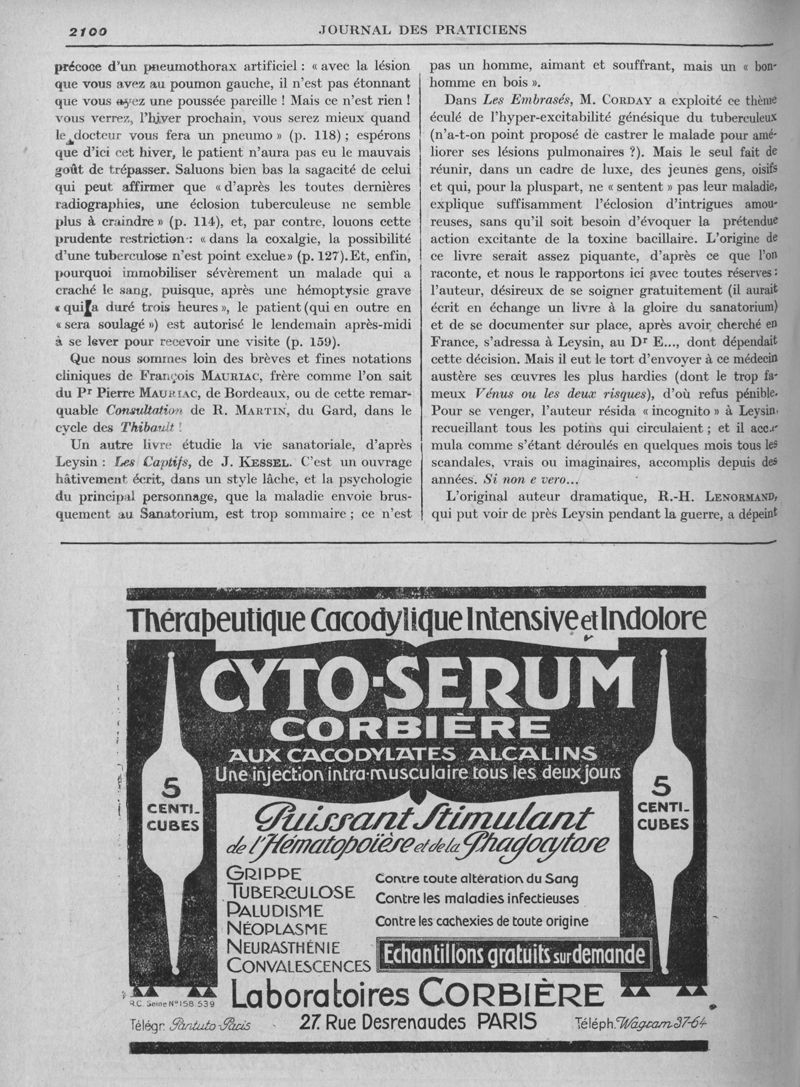 2100
JOURNAL DES PRATICIENS
précoce d'un pneumothorax artificiel : « avec la lésion
que vous avez au poumon gauche, il n'est pas étonnant
que vous ayez une poussée pareille ! Mais ce n'est rien !
vous verrez, l'hiver prochain, vous serez mieux quand
le docteur vous fera un pneumo » (p. 118) ; espérons
que d'ici cet hiver, le patient n'aura pas eu le mauvais
goût de trépasser. Saluons bien bas la sagacité de celui
qui peut affirmer que « d'après les toutes dernières
radiographies, une éclosion tuberculeuse ne semble
plus à craindre » (p. 114), et, par contre, louons cette
prudente restriction : « dans la coxalgie, la possibilité
d'une tuberculose n'est point exclue » (p. 127). Et, enfin,
pourquoi immobiliser sévèrement un malade qui a
craché le sang, puisque, après une hémoptysie grave
« qui a duré trois heures », le patient (qui en outre en
« sera soulagé ») est autorisé le lendemain après-midi
à se lever pour recevoir une visite (p. 159).
Que nous sommes loin des brèves et fines notations
cliniques de François MAURIAC, frère comme l'on sait
du Pr Pierre MAURIAC, de Bordeaux, ou de cette remar-
quable Consultation de R. MARTIN, du Gard, dans le
cycle des Thibault !
Un autre livre étudie la vie sanatoriale, d'après
Leysin : Les Captifs, de J. KESSEL. C'est un ouvrage
hâtivement écrit, dans un style lâche, et la psychologie
du principal personnage, que la maladie envoie brus-
quement au Sanatorium, est trop sommaire ; ce n'est
pas un homme, aimant et souffrant, mais un « bon-
homme en bois ».
Dans Les Embrasés, M. CORDAY a exploité ce thème
éculé de l'hyper-excitabilité génésique du tuberculeux
(n'a-t-on point proposé de castrer le malade pour amé-
liorer ses lésions pulmonaires ?). Mais le seul fait de
réunir, dans un cadre de luxe, des jeunes gens, oisifs
et qui, pour la pluspart, ne « sentent » pas leur maladie,
explique suffisamment l'éclosion d'intrigues amou-
reuses, sans qu'il soit besoin d'évoquer la prétendue
action excitante de la toxine bacillaire. L'origine de
ce livre serait assez piquante, d'après ce que l'on
raconte, et nous le rapportons ici avec toutes réserves :
l'auteur, désireux de se soigner gratuitement (il aurait
écrit en échange un livre à la gloire du sanatorium)
et de se documenter sur place, après avoir cherché en
France, s'adressa à Leysin, au Dr E..., dont dépendait
cette décision. Mais il eut le tort d'envoyer à ce médecin
austère ses œuvres les plus hardies (dont le trop fa-
meux Vénus ou les deux risques), d'où refus pénible.
Pour se venger, l'auteur résida « incognito » à Leysin,
recueillant tous les potins qui circulaient ; et il accu-
mula comme s'étant déroulés en quelques mois tous les
scandales, vrais ou imaginaires, accomplis depuis des
années. Si non e vero...
L'original auteur dramatique, R.-H. LENORMAND,
qui put voir de près Leysin pendant la guerre, a dépeint
Thérapeutique Cacodylique Intensive et Indolore
CYTO-SERUM
CORBIÈRE
AUX CACODYLATES ALCALINS
Une injection intra-musculaire tous les deux jours
5
CENTI-
CUBES
5
CENTI-
CUBES
Puissant Stimulant
de l'Hématopoïèse et de la Phagocytose
GRIPPE
TUBERCULOSE
PALUDISME
NÉOPLASME
NEURASTHÉNIE
CONVALESCENCES
Contre toute altération du Sang
Contre les maladies infectieuses
Contre les cachexies de toute origine
Echantillons gratuits sur demande
R.C. Seine N° 158.539
Laboratoires CORBIÈRE
Télégr. Pantuto-Paris
27. Rue Desrenaudes PARIS
Téléph. Wagram 37-64